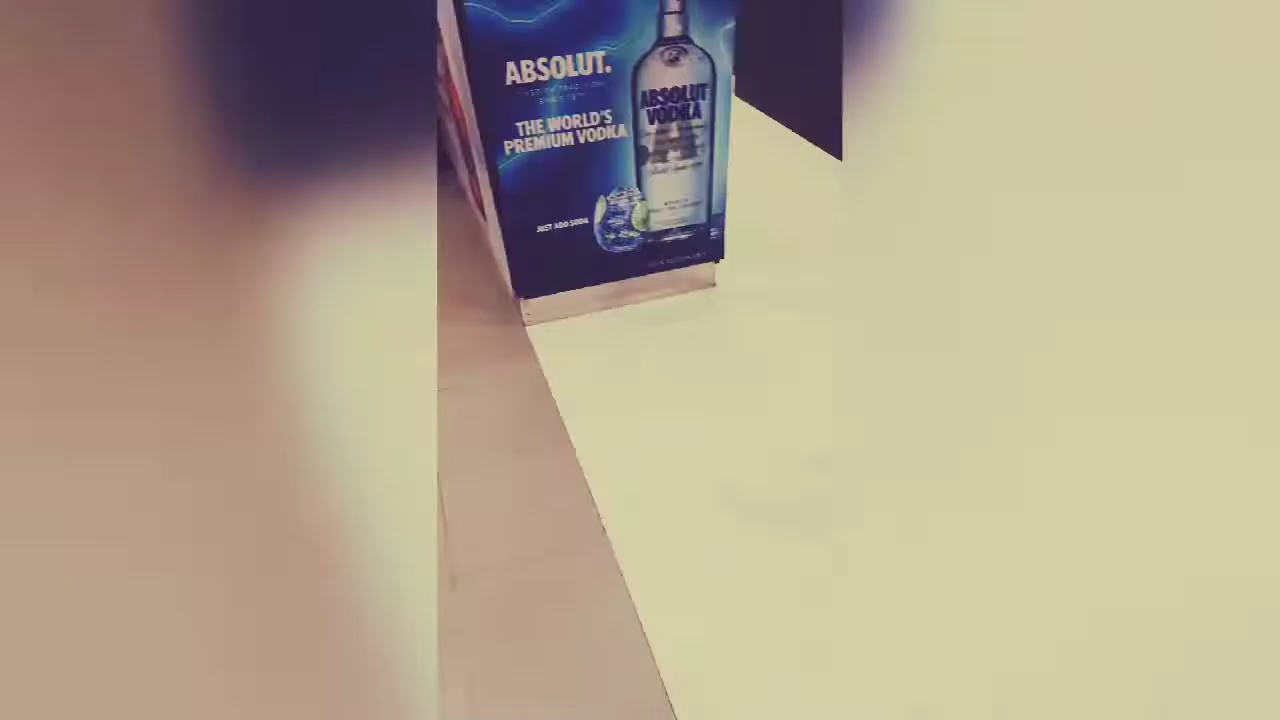 ABSOLUT.
THE WORLD'S
PREMIUM VODKA
JUST ADD SODA
ABSOLUT
VODKA